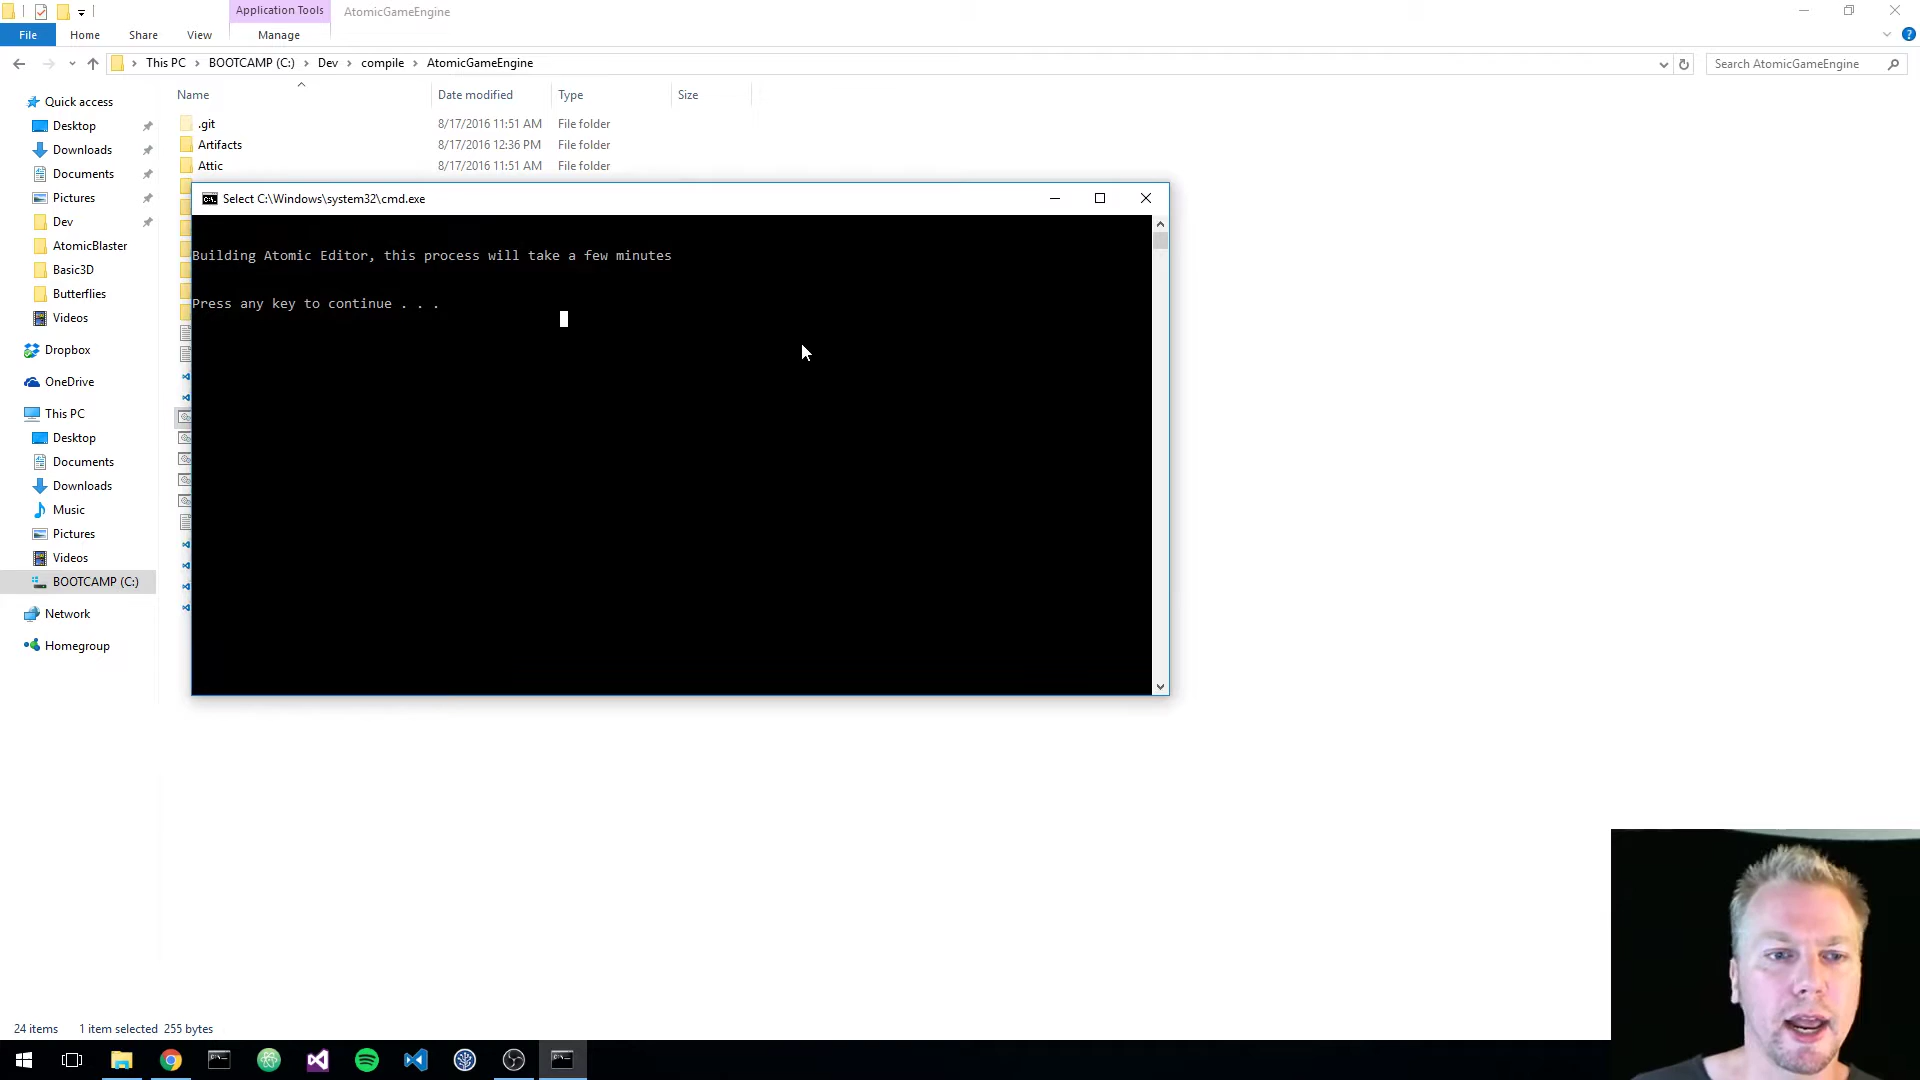 Application Tools
AtomicGameEngine
File
Home
Share
View
Manage
This PC
BOOTCAMP (C:)
Dev
compile
AtomicGameEngine
Search AtomicGameEngine
Name
Date modified
Type
Size
.git
8/17/2016 11:51 AM
File folder
Artifacts
8/17/2016 12:36 PM
File folder
Attic
8/17/2016 11:51 AM
File folder
Quick access
Desktop
Downloads
Documents
Pictures
Dev
AtomicBlaster
Basic3D
Butterflies
Videos
Dropbox
OneDrive
This PC
Desktop
Documents
Downloads
Music
Pictures
Videos
BOOTCAMP (C:)
Network
Homegroup
Select C:\Windows\system32\cmd.exe
Building Atomic Editor, this process will take a few minutes
Press any key to continue . . .
24 items
1 item selected 255 bytes